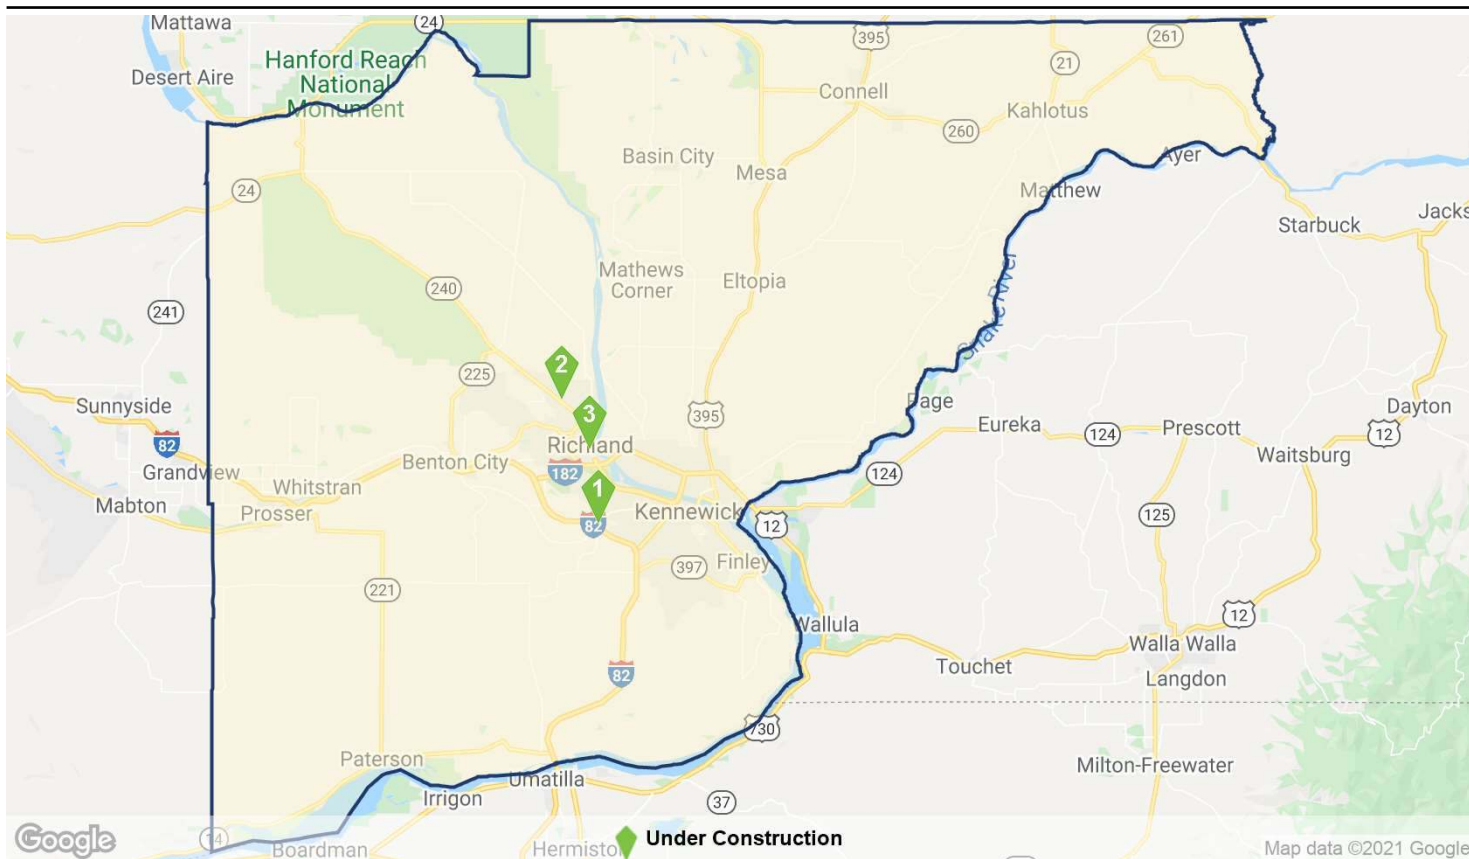 Mattawa
24
395
261
Hanford Reach
National
Monument
Desert Aire
21
Connell
Kahlotus
260
Basin City
Mesa
Ayer
24
Matthew
Starbuck
Jacks
Mathews
Corner
Eltopia
240
241
Snake River
2
225
Sunnyside
3
395
Page
Dayton
82
Richland
Eureka
124
Prescott
12
Grandview
Benton City
182
124
Waitsburg
Whitstran
1
Mabton
Prosser
82
Kennewick
12
125
397
Finley
221
12
Wallula
Walla Walla
82
Touchet
Langdon
730
Paterson
Umatilla
Milton-Freewater
Irrigon
37
Google
14
Boardman
Hermisto
Under Construction
Map data ©2021 Google